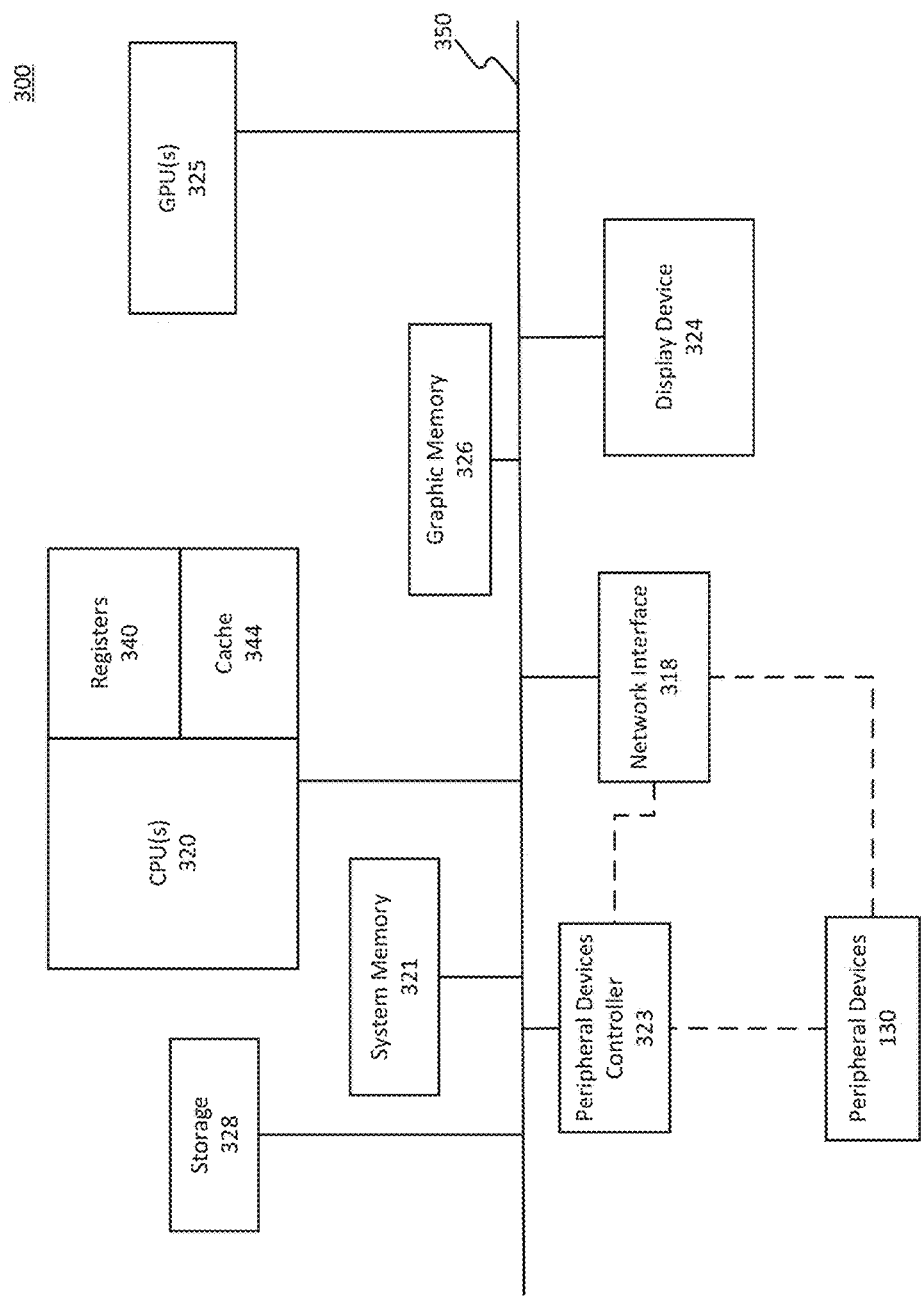 300
350
Storage
328
System Memory
321
CPU(s)
320
Registers
340
Cache
344
Graphic Memory
326
GPU(s)
325
Peripheral Devices
Controller
323
Network Interface
318
Display Device
324
Peripheral Devices
130